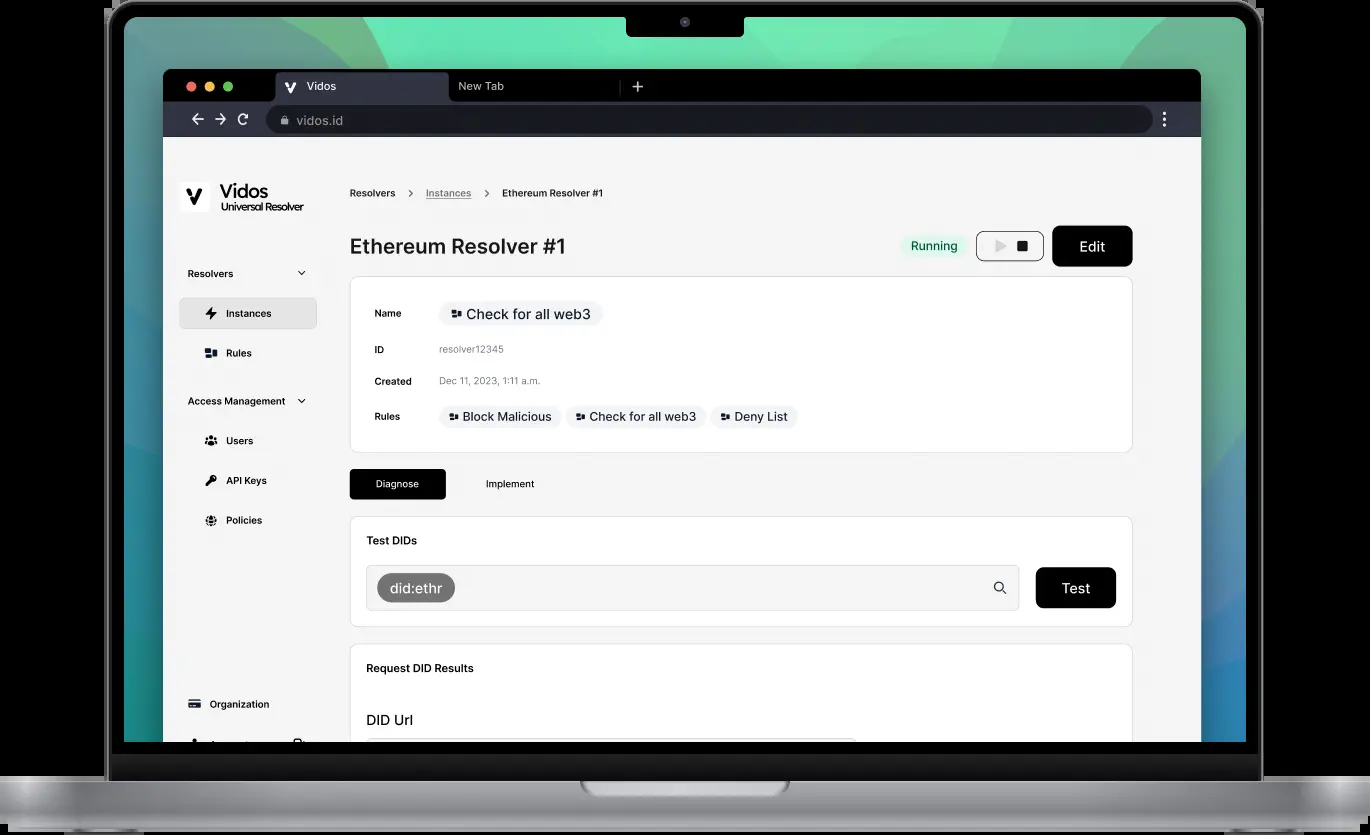 Vidos
New Tab
vidos.id
Vidos
Universal Resolver
Resolvers
Instances
Rules
Access Management
Users
API Keys
Policies
Organization
Resolvers > Instances > Ethereum Resolver #1
Ethereum Resolver #1
Running
Edit
Name Check for all web3
ID resolver12345
Created Dec 11, 2023, 1:11 a.m.
Rules Block Malicious Check for all web3 Deny List
Diagnose Implement
Test DIDs
did:ethr
Test
Request DID Results
DID Url